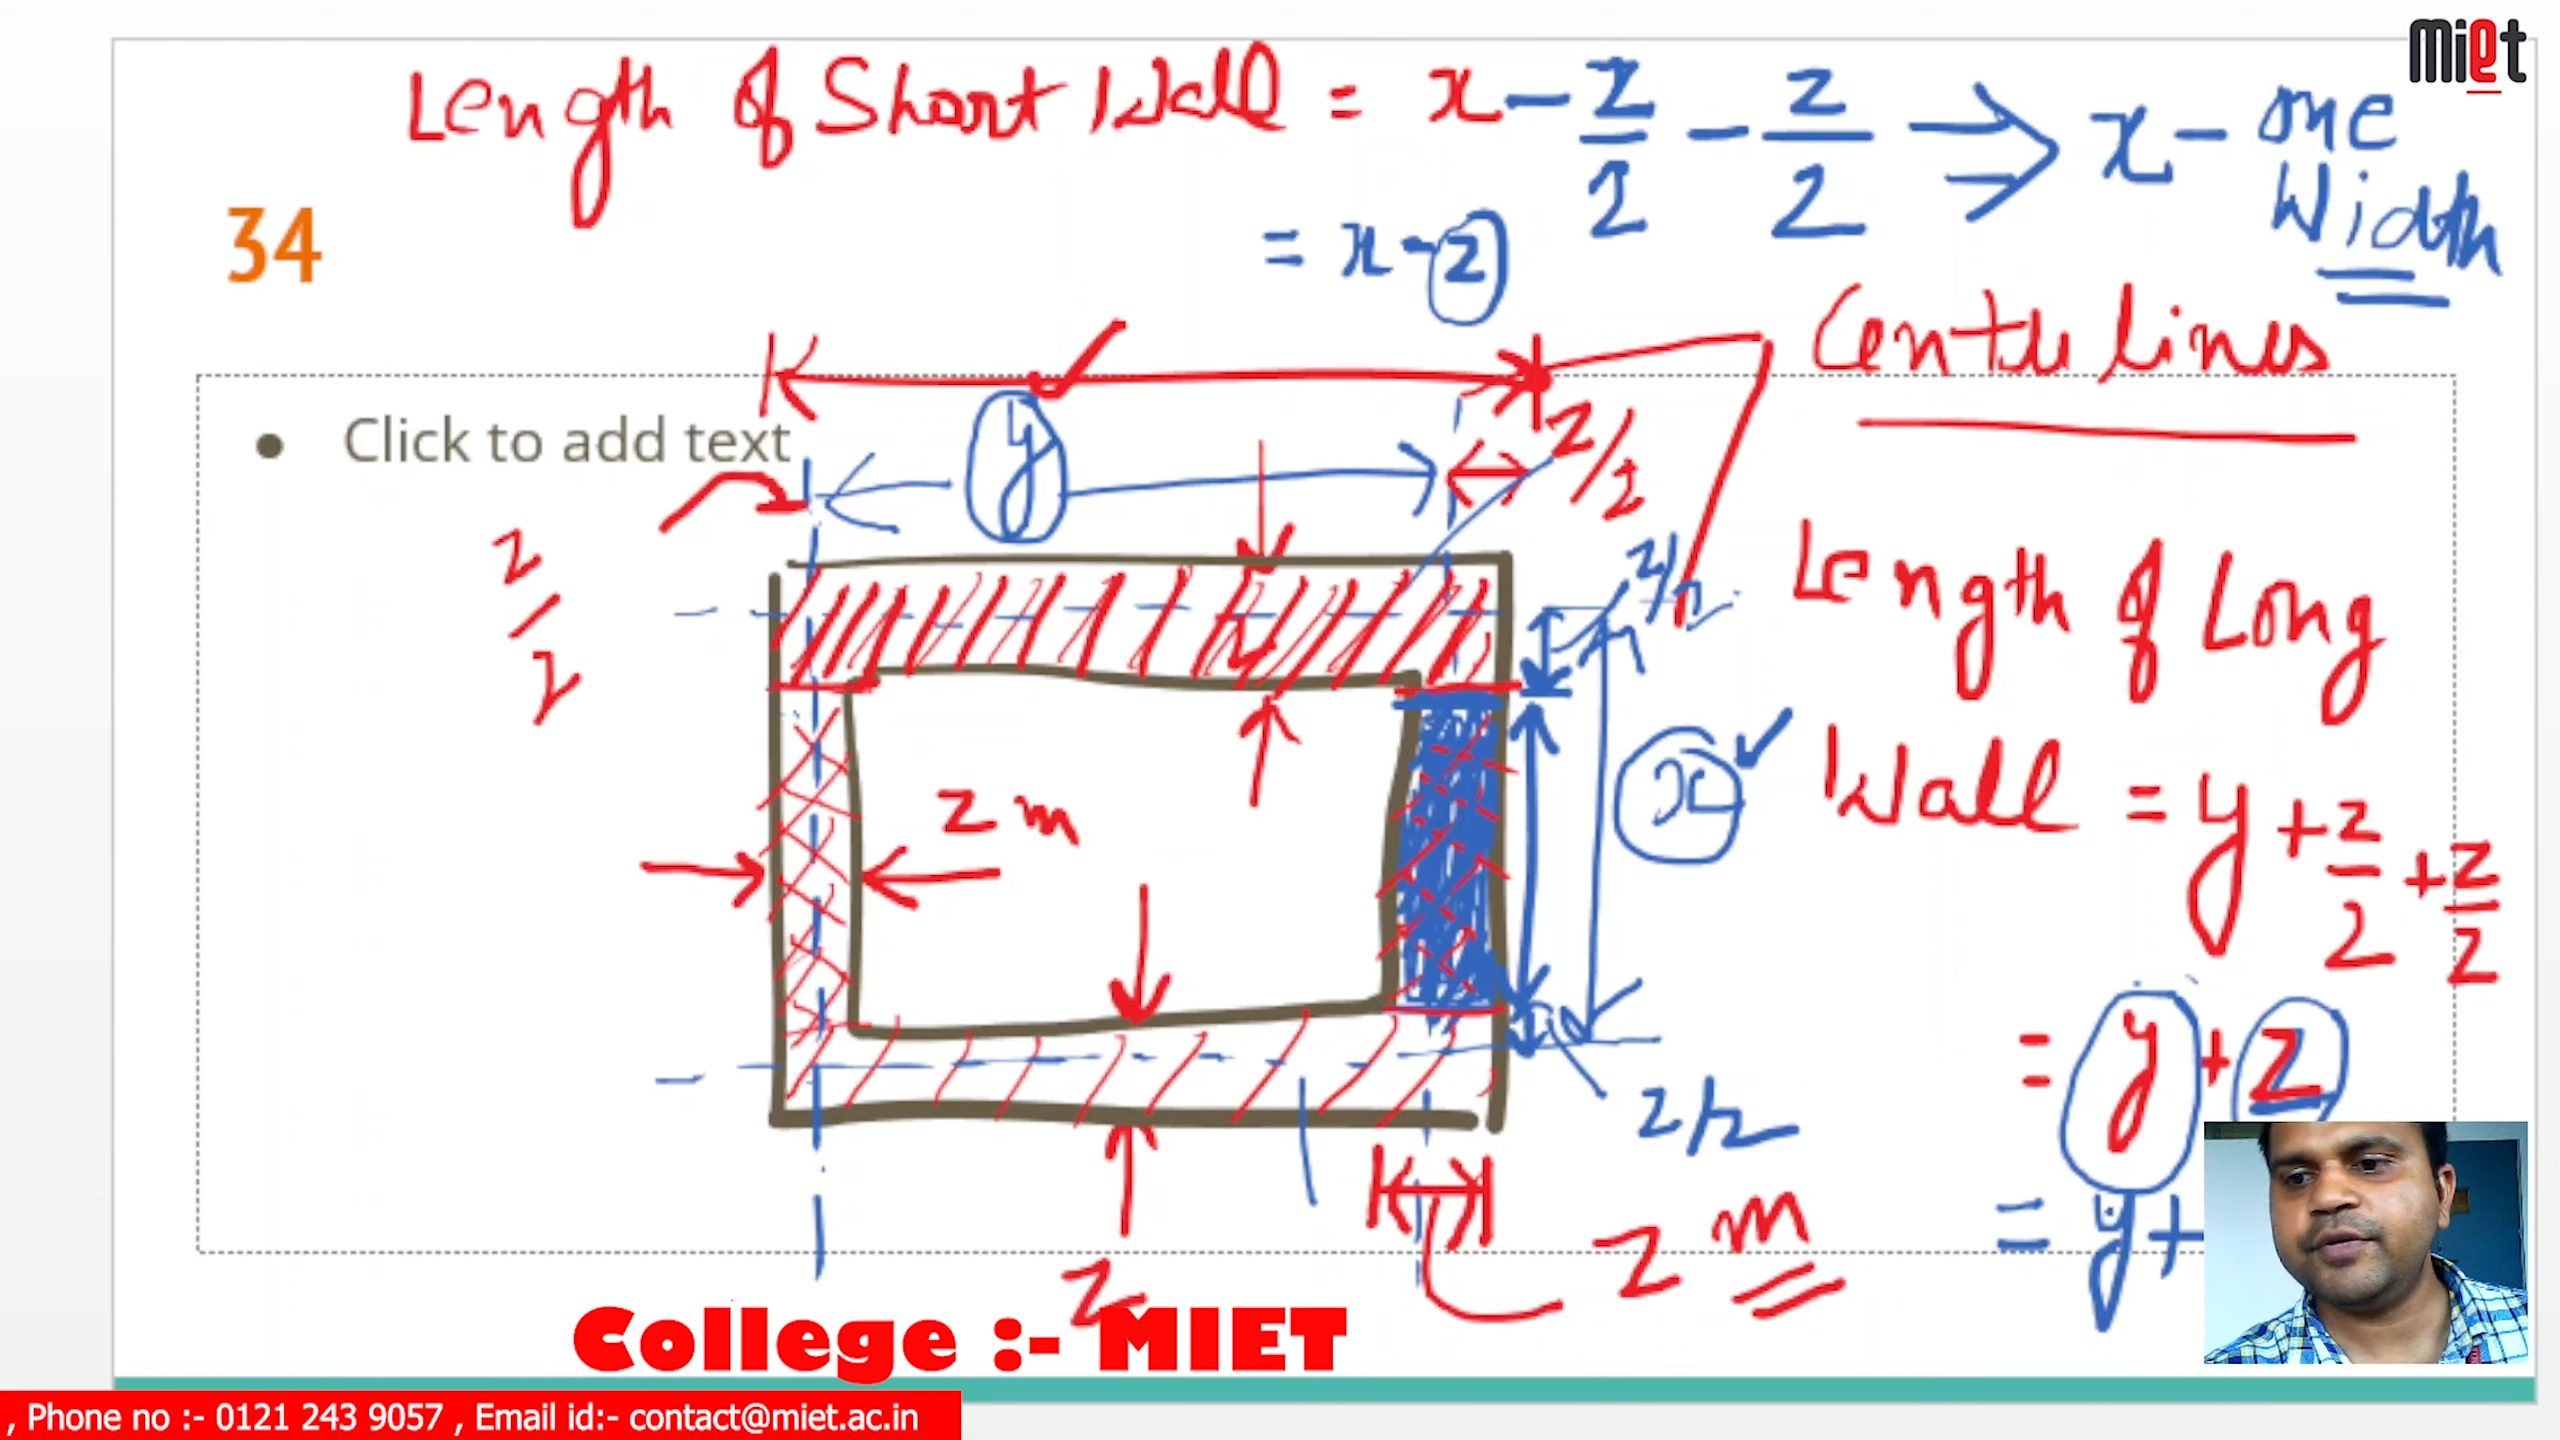 miet
Length of Short Wall = x - z/2 - z/2 ⇒ x - one
Width
34
= x - z
Centre lines
y
z/2
• Click to add text
z/2
z/2
Length of Long
x
Wall = y + z/2 + z/2
z m
= y + z
z/2
= y +
z m
z
College :- MIET
, Phone no :- 0121 243 9057 , Email id:- contact@miet.ac.in